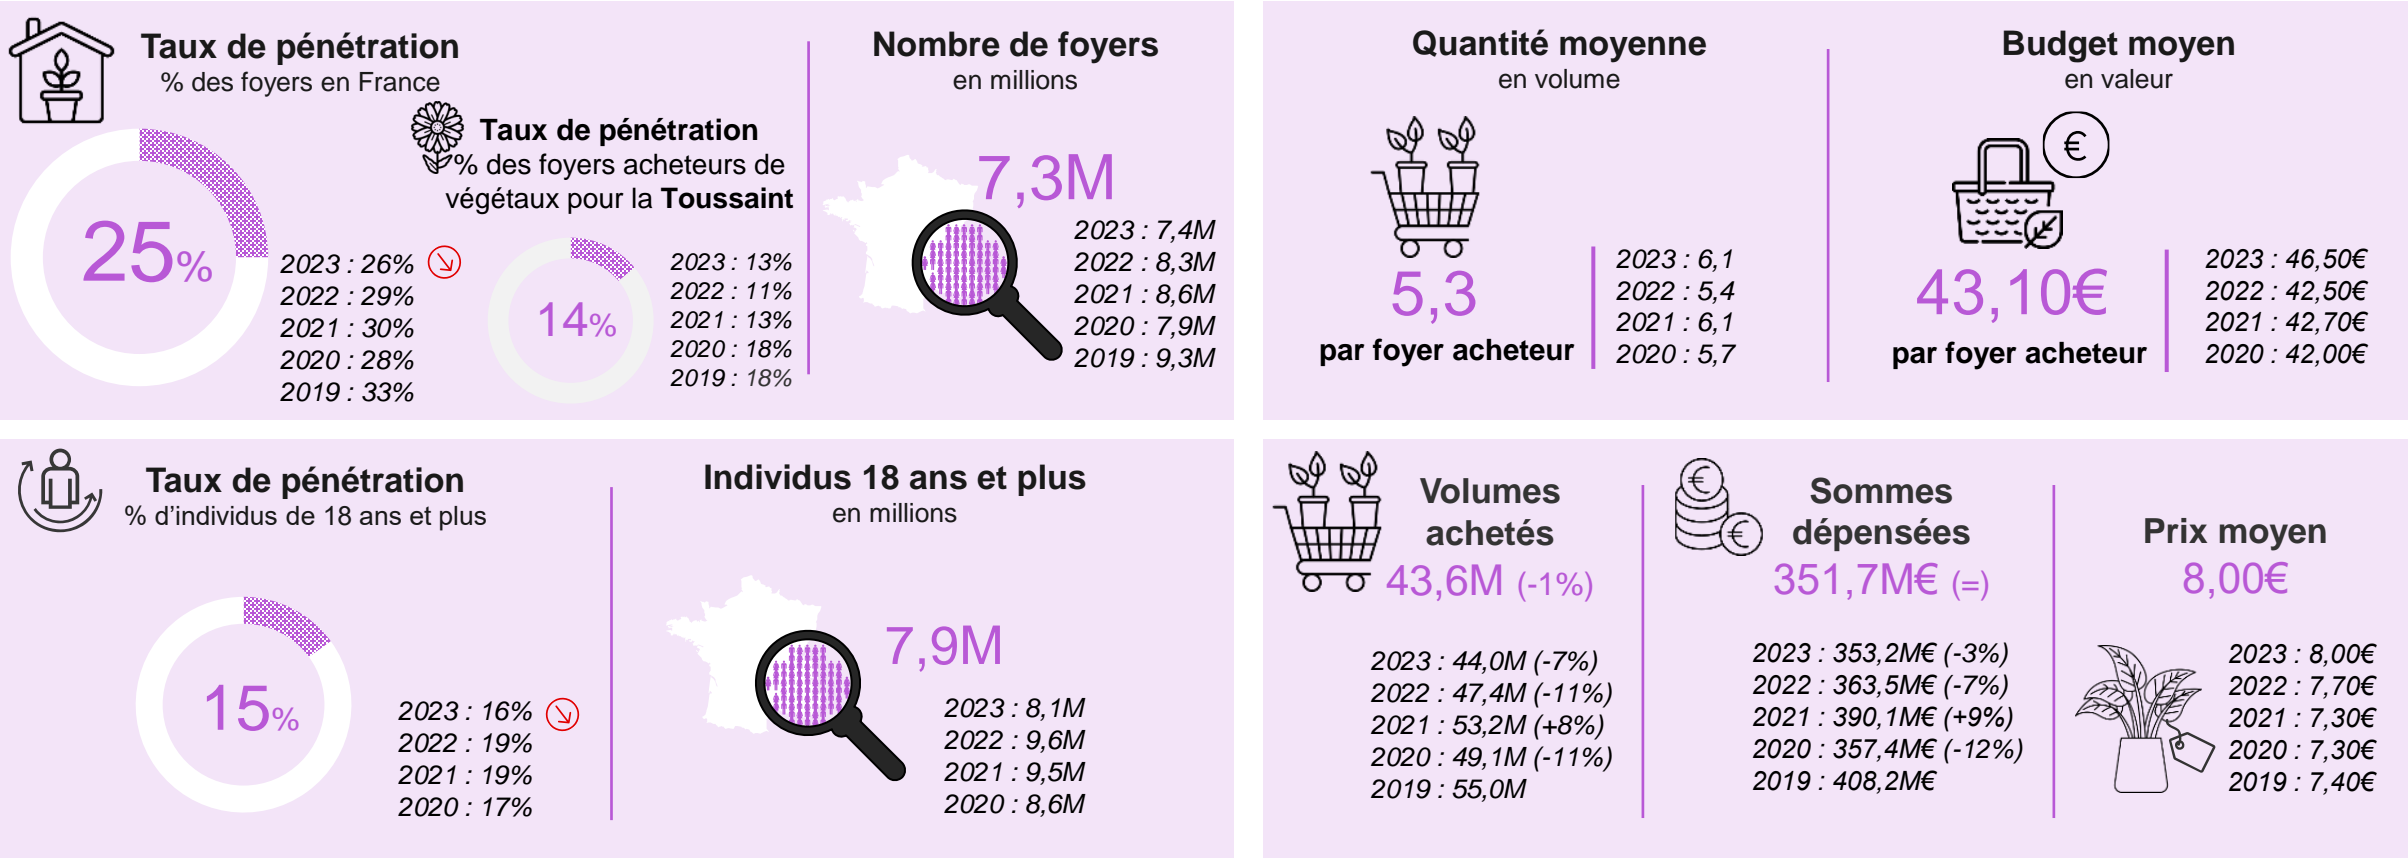 Taux de pénétration
% des foyers en France
25%
2023 : 26%
2022 : 29%
2021 : 30%
2020 : 28%
2019 : 33%
Taux de pénétration
% des foyers acheteurs de
végétaux pour la Toussaint
14%
2023 : 13%
2022 : 11%
2021 : 13%
2020 : 18%
2019 : 18%
Nombre de foyers
en millions
7,3M
2023 : 7,4M
2022 : 8,3M
2021 : 8,6M
2020 : 7,9M
2019 : 9,3M
Quantité moyenne
en volume
5,3
par foyer acheteur
2023 : 6,1
2022 : 5,4
2021 : 6,1
2020 : 5,7
Budget moyen
en valeur
€
43,10€
par foyer acheteur
2023 : 46,50€
2022 : 42,50€
2021 : 42,70€
2020 : 42,00€
Taux de pénétration
% d'individus de 18 ans et plus
15%
2023 : 16%
2022 : 19%
2021 : 19%
2020 : 17%
Individus 18 ans et plus
en millions
7,9M
2023 : 8,1M
2022 : 9,6M
2021 : 9,5M
2020 : 8,6M
Volumes
achetés
43,6M (-1%)
2023 : 44,0M (-7%)
2022 : 47,4M (-11%)
2021 : 53,2M (+8%)
2020 : 49,1M (-11%)
2019 : 55,0M
€
€
Sommes
dépensées
351,7M€ (=)
2023 : 353,2M€ (-3%)
2022 : 363,5M€ (-7%)
2021 : 390,1M€ (+9%)
2020 : 357,4M€ (-12%)
2019 : 408,2M€
Prix moyen
8,00€
2023 : 8,00€
2022 : 7,70€
2021 : 7,30€
2020 : 7,30€
2019 : 7,40€